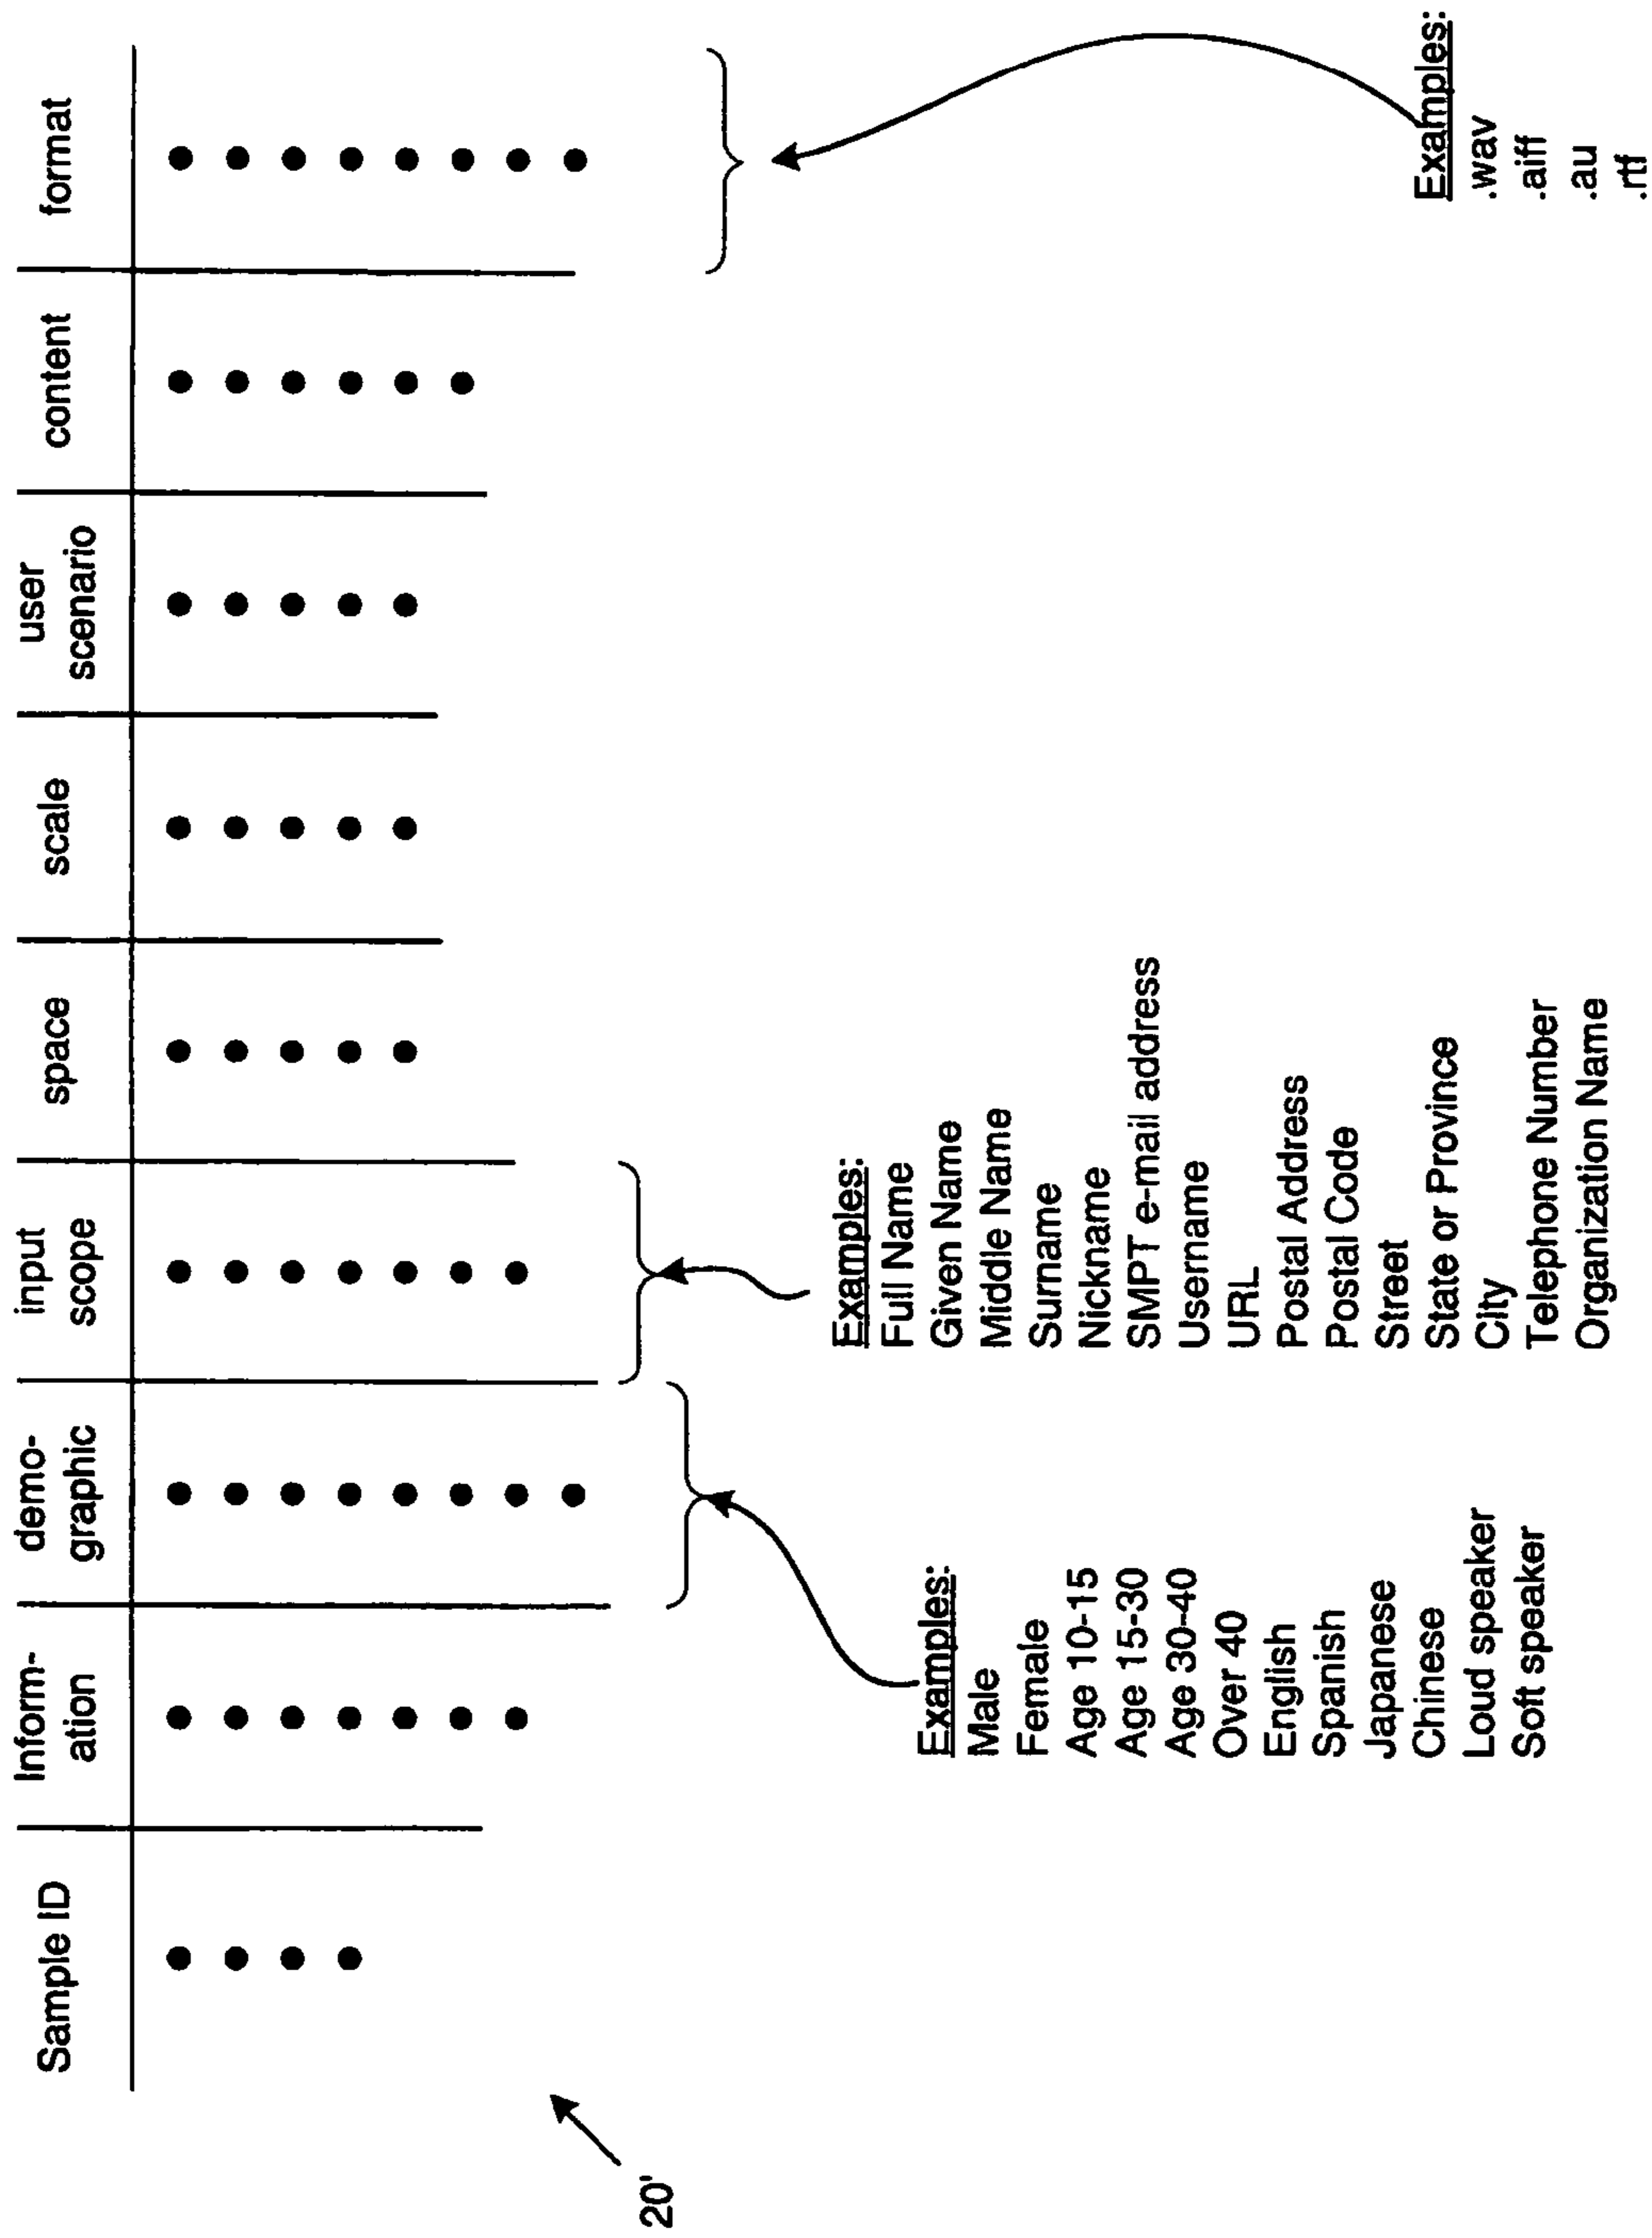 Sample ID
Inform-
ation
demo-
graphic
input
scope
space
scale
user
scenario
content
format
Examples:
Male
Female
Age 10-15
Age 15-30
Age 30-40
Over 40
English
Spanish
Japanese
Chinese
Loud speaker
Soft speaker
Examples:
Full Name
Given Name
Middle Name
Surname
Nickname
SMPT e-mail address
Username
URL
Postal Address
Postal Code
Street
State or Province
City
Telephone Number
Organization Name
Examples:
.wav
.aiff
.au
.rtf
20'